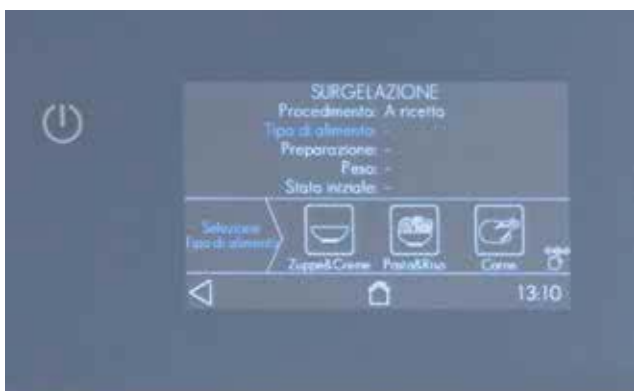 SURGELAZIONE
Procedimento: A ricetta
Tipo di alimento: -
Preparazione: -
Peso: -
Stato iniziale: -
Selezione
Tipo di alimento
Zuppe&Creme Pasta&Riso Carne
13:10